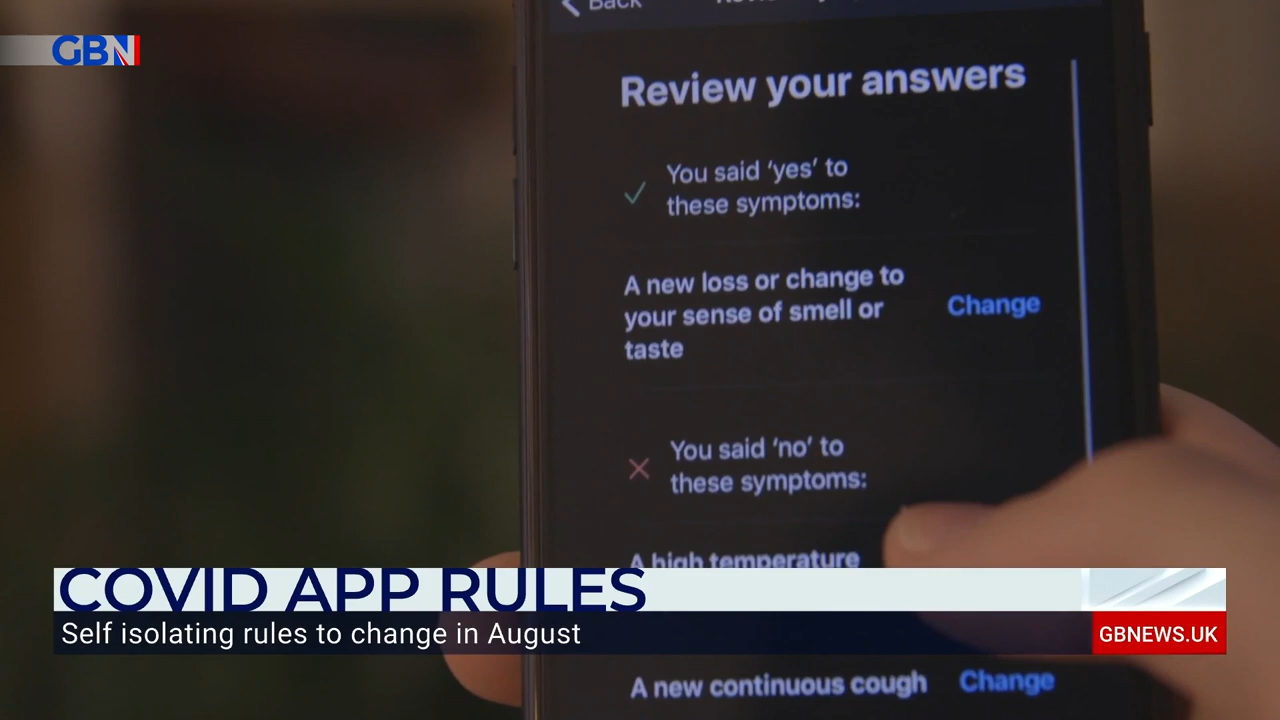 GBN
Back
Review your answers
You said ‘yes’ to
these symptoms:
A new loss or change to
your sense of smell or
taste
Change
You said ‘no’ to
these symptoms:
A high temperature
COVID APP RULES
Self isolating rules to change in August
GBNEWS.UK
A new continuous cough
Change